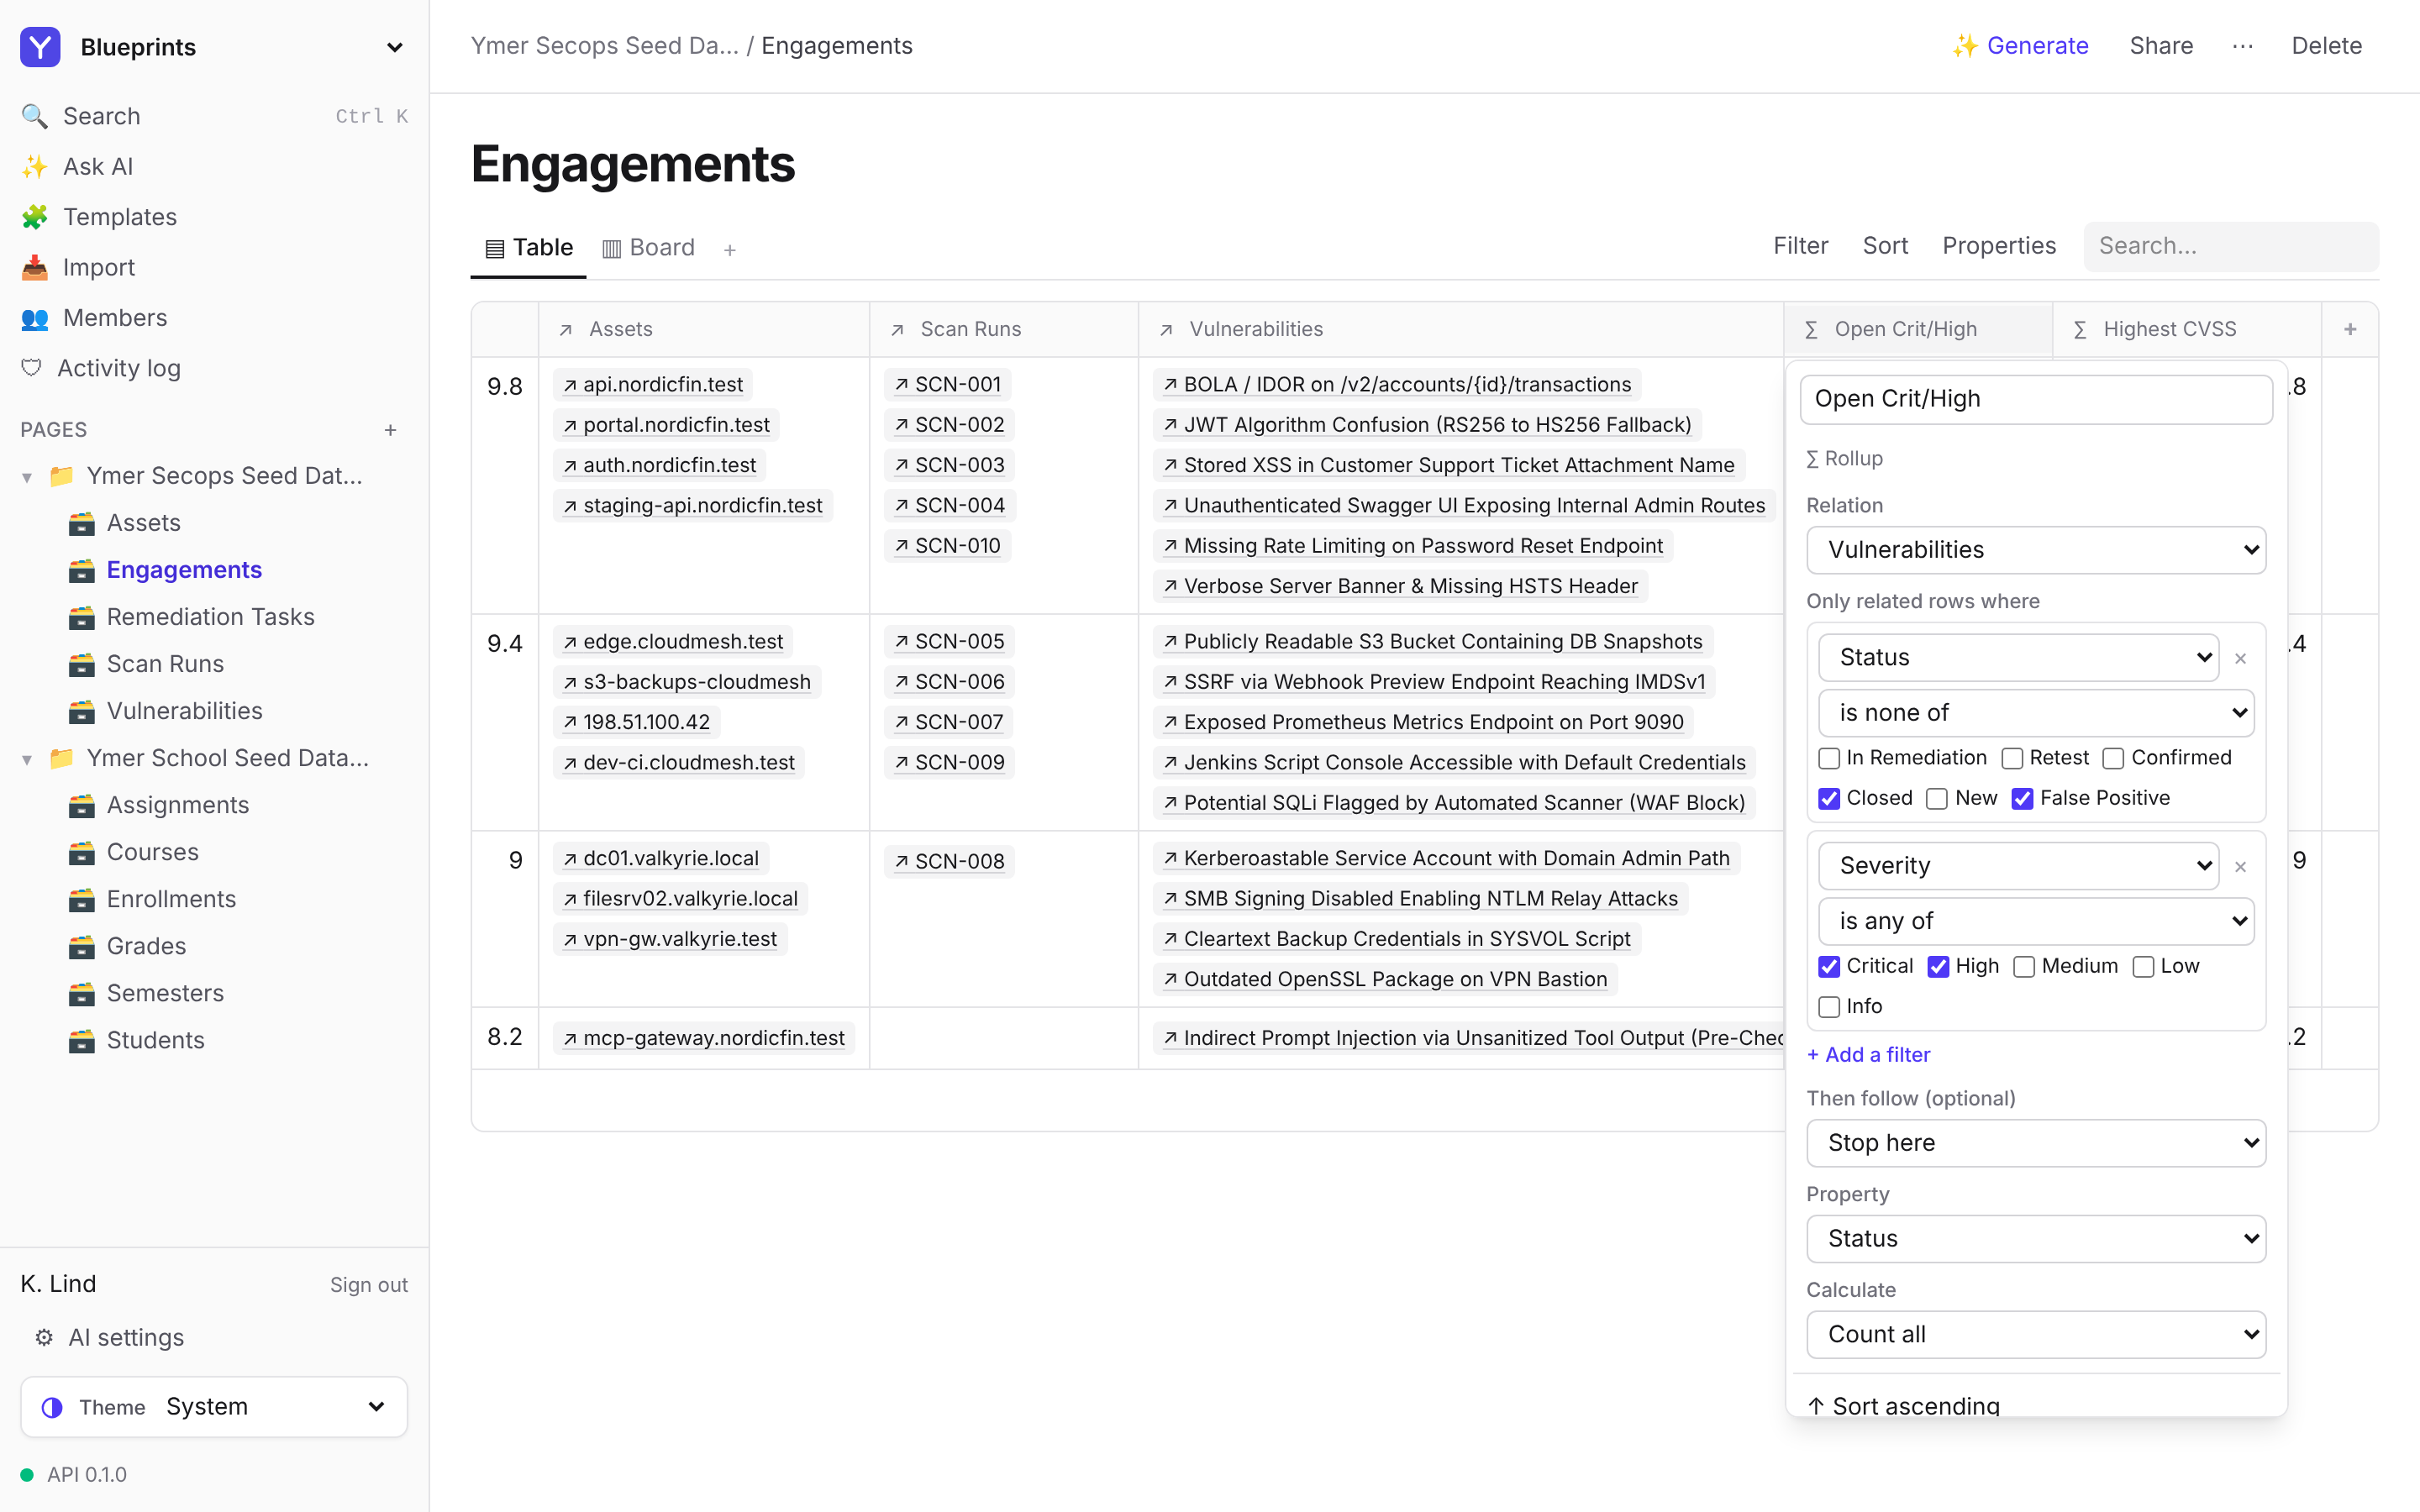 Blueprints
Search Ctrl K
Ask AI
Templates
Import
Members
Activity log
PAGES +
Ymer Secops Seed Dat...
Assets
Engagements
Remediation Tasks
Scan Runs
Vulnerabilities
Ymer School Seed Data...
Assignments
Courses
Enrollments
Grades
Semesters
Students
K. Lind Sign out
AI settings
Theme System
API 0.1.0
Ymer Secops Seed Da... / Engagements
Generate Share ··· Delete
Engagements
Table Board +
Filter Sort Properties Search...
↗ Assets ↗ Scan Runs ↗ Vulnerabilities ∑ Open Crit/High ∑ Highest CVSS +
9.8
↗ api.nordicfin.test
↗ portal.nordicfin.test
↗ auth.nordicfin.test
↗ staging-api.nordicfin.test
↗ SCN-001
↗ SCN-002
↗ SCN-003
↗ SCN-004
↗ SCN-010
↗ BOLA / IDOR on /v2/accounts/{id}/transactions
↗ JWT Algorithm Confusion (RS256 to HS256 Fallback)
↗ Stored XSS in Customer Support Ticket Attachment Name
↗ Unauthenticated Swagger UI Exposing Internal Admin Routes
↗ Missing Rate Limiting on Password Reset Endpoint
↗ Verbose Server Banner & Missing HSTS Header
.8
9.4
↗ edge.cloudmesh.test
↗ s3-backups-cloudmesh
↗ 198.51.100.42
↗ dev-ci.cloudmesh.test
↗ SCN-005
↗ SCN-006
↗ SCN-007
↗ SCN-009
↗ Publicly Readable S3 Bucket Containing DB Snapshots
↗ SSRF via Webhook Preview Endpoint Reaching IMDSv1
↗ Exposed Prometheus Metrics Endpoint on Port 9090
↗ Jenkins Script Console Accessible with Default Credentials
↗ Potential SQLi Flagged by Automated Scanner (WAF Block)
.4
9
↗ dc01.valkyrie.local
↗ filesrv02.valkyrie.local
↗ vpn-gw.valkyrie.test
↗ SCN-008
↗ Kerberoastable Service Account with Domain Admin Path
↗ SMB Signing Disabled Enabling NTLM Relay Attacks
↗ Cleartext Backup Credentials in SYSVOL Script
↗ Outdated OpenSSL Package on VPN Bastion
9
8.2
↗ mcp-gateway.nordicfin.test
↗ Indirect Prompt Injection via Unsanitized Tool Output (Pre-Chec
.2
Open Crit/High
∑ Rollup
Relation
Vulnerabilities
Only related rows where
Status ×
is none of
In Remediation Retest Confirmed
Closed New False Positive
Severity ×
is any of
Critical High Medium Low
Info
+ Add a filter
Then follow (optional)
Stop here
Property
Status
Calculate
Count all
↑ Sort ascending